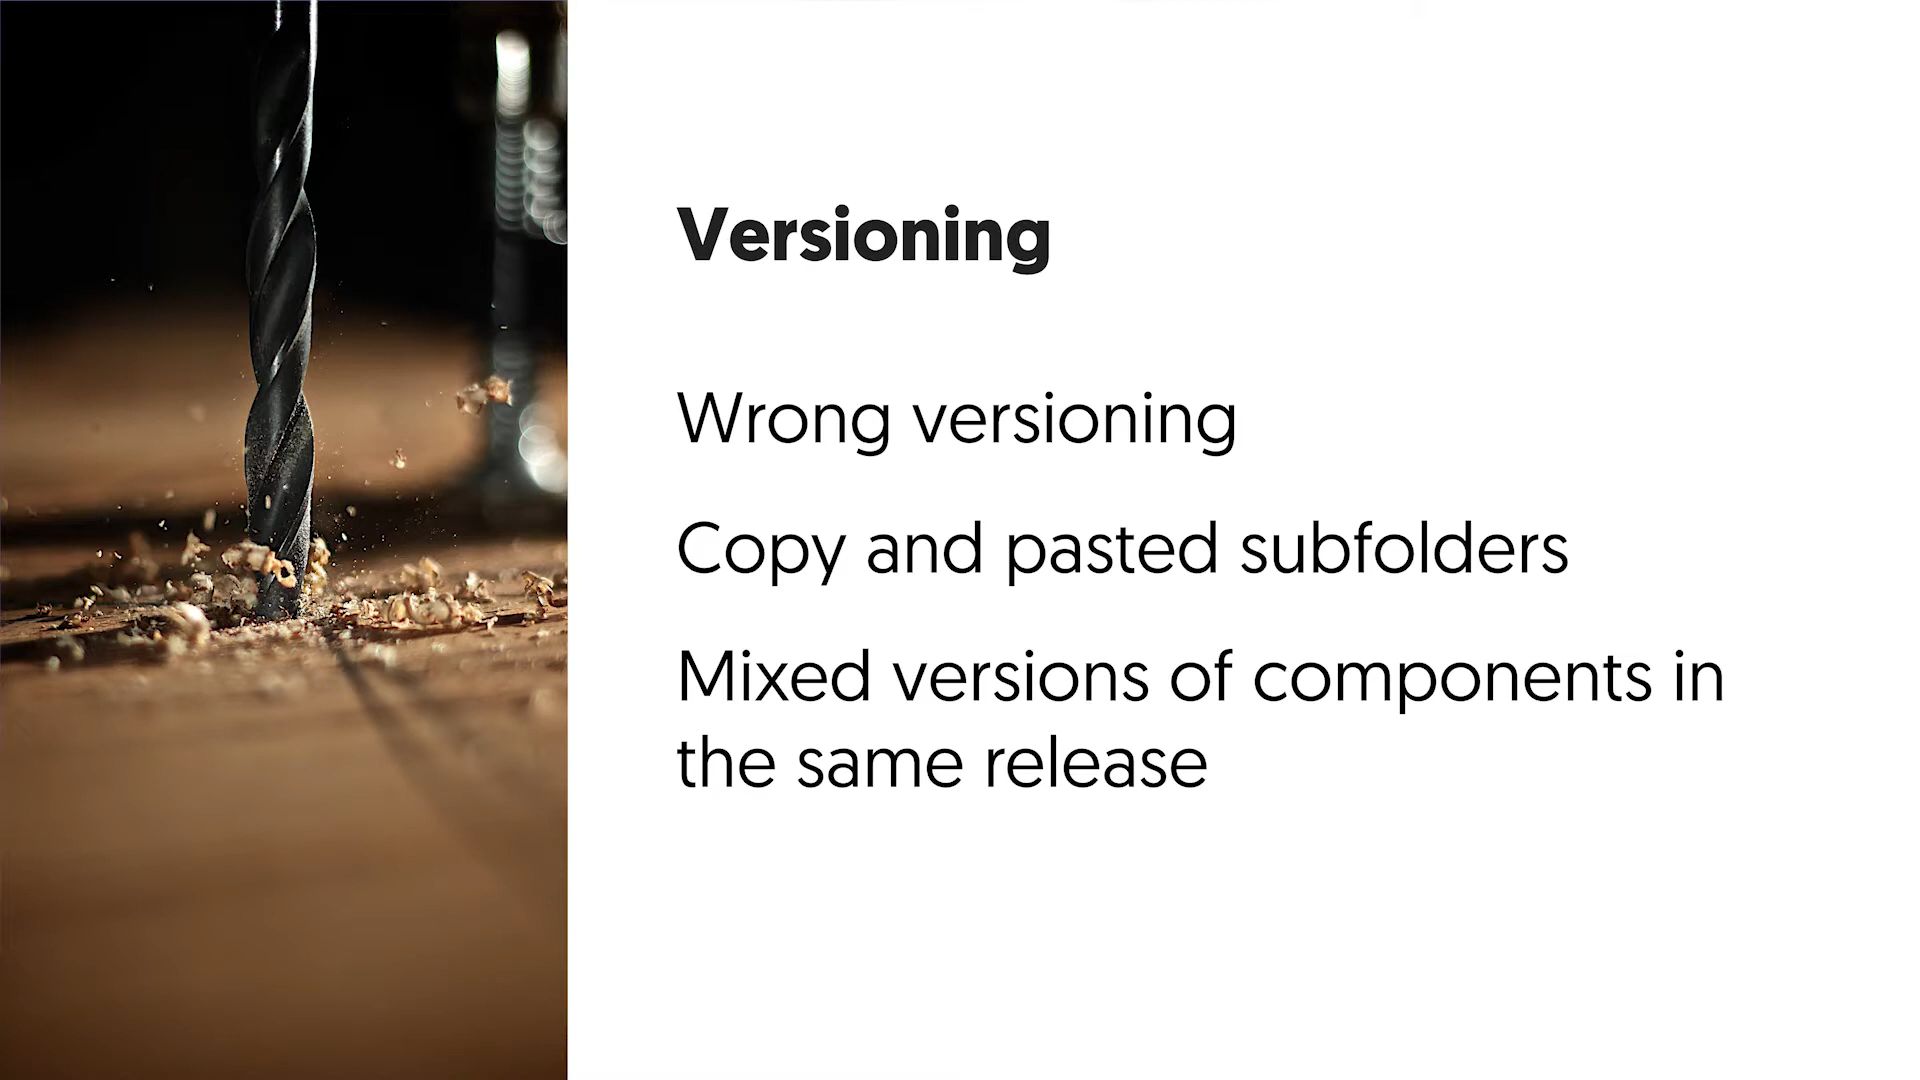 Versioning
Wrong versioning
Copy and pasted subfolders
Mixed versions of components in
the same release